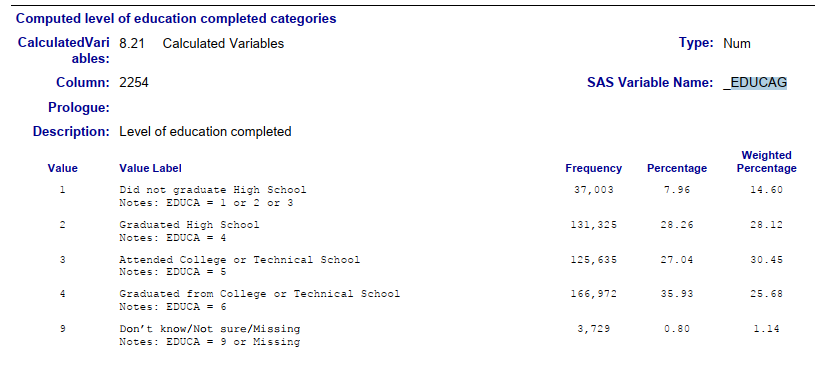 Computed level of education completed categories
CalculatedVari 8.21 Calculated Variables Type: Num
ables:
Column: 2254 SAS Variable Name: _EDUCAG
Prologue:
Description: Level of education completed
Weighted
Value Value Label Frequency Percentage Percentage
1 Did not graduate High School 37,003 7.96 14.60
Notes: EDUCA = 1 or 2 or 3
2 Graduated High School 131,325 28.26 28.12
Notes: EDUCA = 4
3 Attended College or Technical School 125,635 27.04 30.45
Notes: EDUCA = 5
4 Graduated from College or Technical School 166,972 35.93 25.68
Notes: EDUCA = 6
9 Don’t know/Not sure/Missing 3,729 0.80 1.14
Notes: EDUCA = 9 or Missing